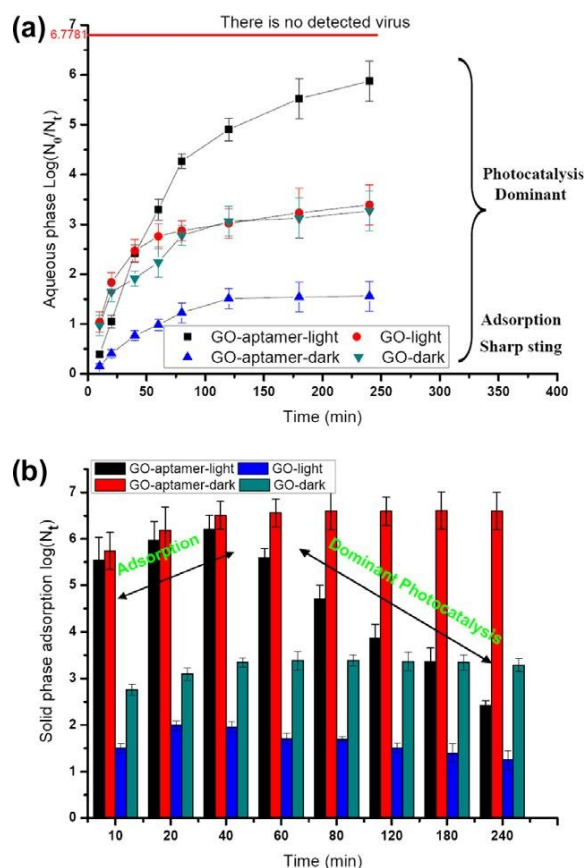 (a)
There is no detected virus
7
6.7781
6
5
4
3
2
1
0
Aqueous phase Log(N₀/Nₜ)
Photocatalysis
Dominant
Adsorption
Sharp sting
GO-aptamer-light
GO-light
GO-aptamer-dark
GO-dark
0 50 100 150 200 250 300 350 400
Time (min)
(b)
GO-aptamer-light
GO-light
GO-aptamer-dark
GO-dark
7
6
5
4
3
2
1
0
Solid phase adsorption log(Nₜ)
Adsorption
Dominant Photocatalysis
10 20 40 60 80 120 180 240
Time (min)